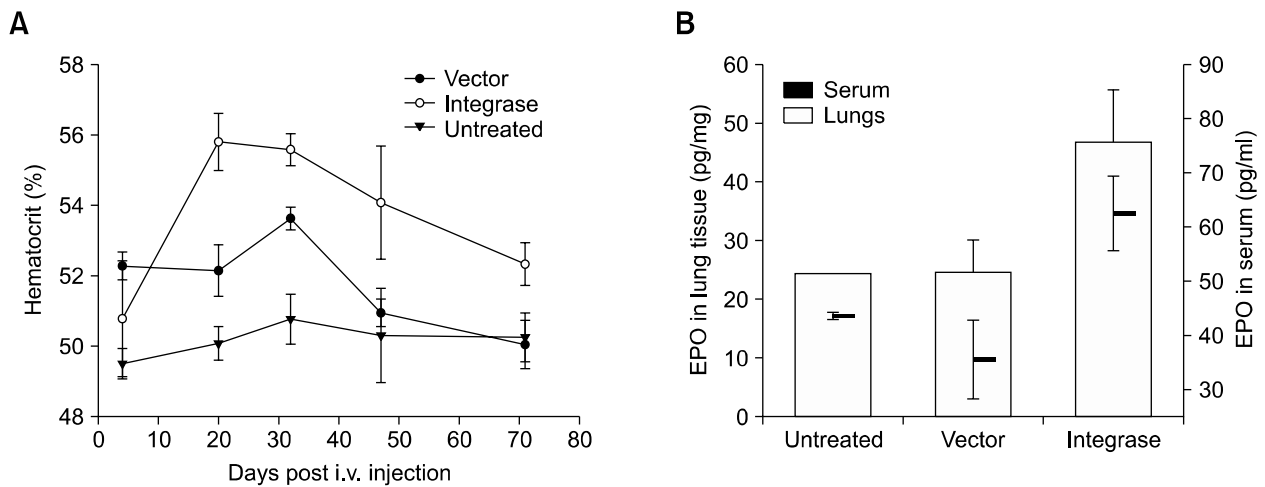 A
58
56
54
52
50
48
Hematocrit (%)
Vector
Integrase
Untreated
0 10 20 30 40 50 60 70 80
Days post i.v. injection
B
60
50
40
30
20
10
0
EPO in lung tissue (pg/mg)
Serum
Lungs
90
80
70
60
50
40
30
EPO in serum (pg/ml)
Untreated Vector Integrase